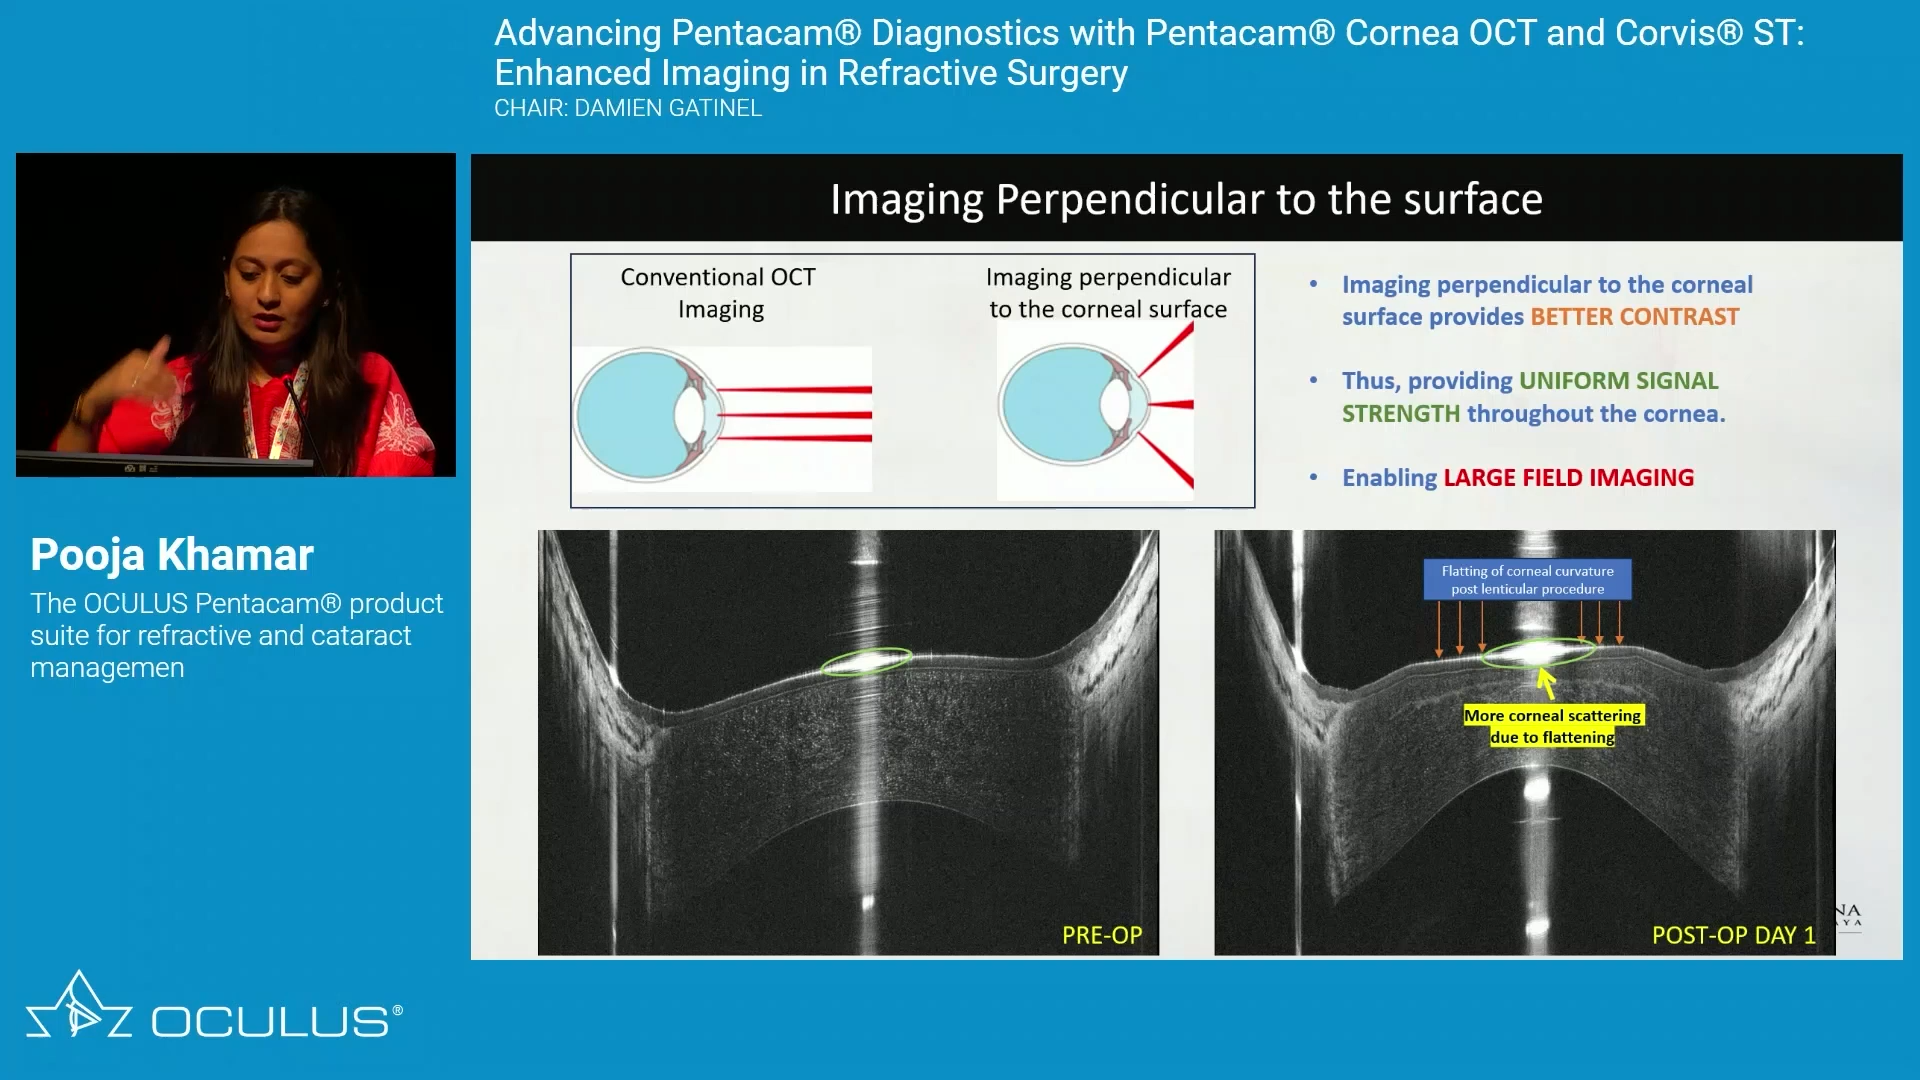 Advancing Pentacam® Diagnostics with Pentacam® Cornea OCT and Corvis® ST:
Enhanced Imaging in Refractive Surgery
CHAIR: DAMIEN GATINEL
Imaging Perpendicular to the surface
Conventional OCT
Imaging
Imaging perpendicular
to the corneal surface
• Imaging perpendicular to the corneal
surface provides BETTER CONTRAST
• Thus, providing UNIFORM SIGNAL
STRENGTH throughout the cornea.
• Enabling LARGE FIELD IMAGING
Flatting of corneal curvature
post lenticular procedure
More corneal scattering
due to flattening
PRE-OP
POST-OP DAY 1
Pooja Khamar
The OCULUS Pentacam® product
suite for refractive and cataract
managemen
OCULUS®